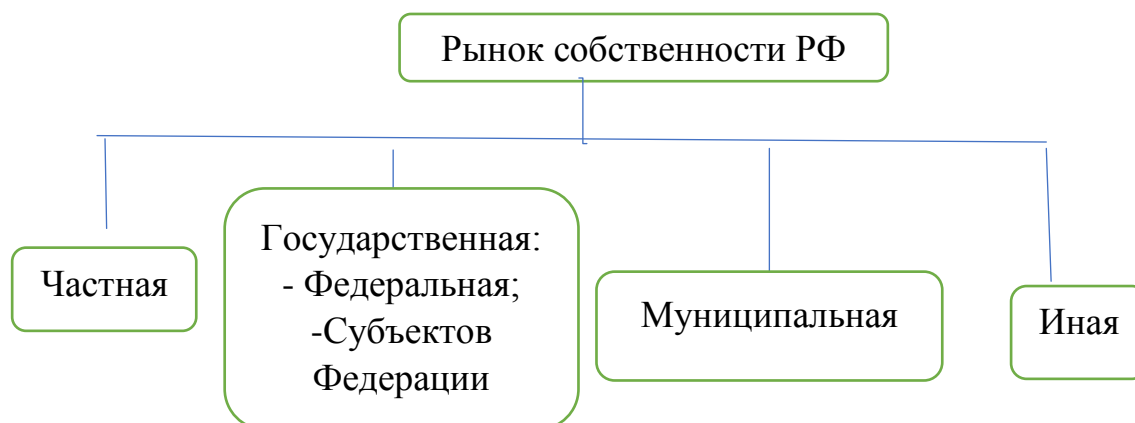 Рынок собственности РФ
Частная
Государственная:
- Федеральная;
-Субъектов
Федерации
Муниципальная
Иная